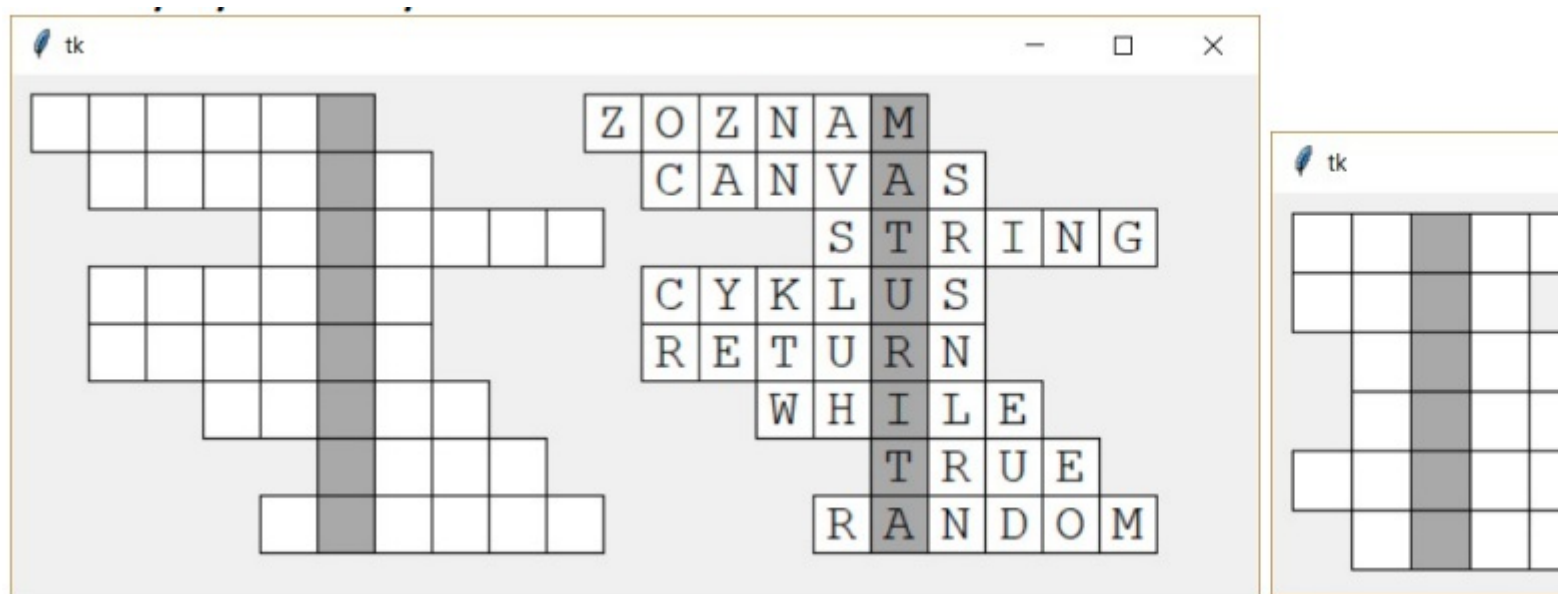 tk
ZOZNAM
CANVAS
STRING
CYKLUS
RETURN
WHILE
TRUE
RANDOM
tk